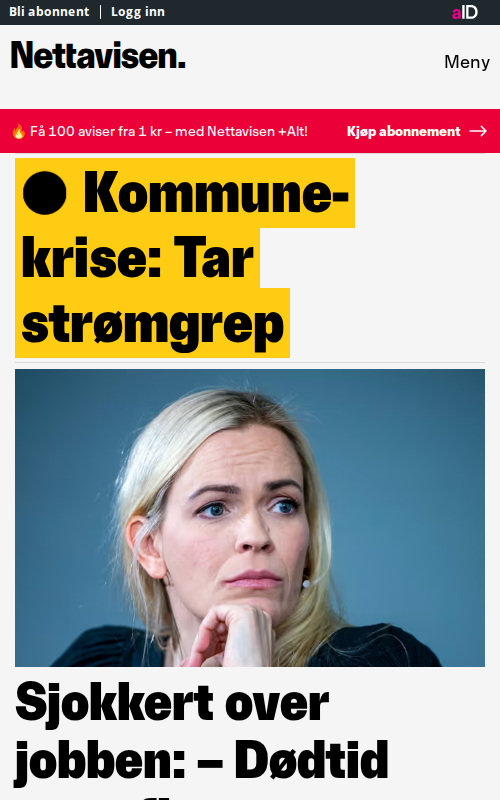 Bli abonnent
Logg inn
aID
Nettavisen.
Meny
Få 100 aviser fra 1 kr – med Nettavisen +Alt!
Kjøp abonnement
Kommune-
krise: Tar
strømgrep
Sjokkert over
jobben: – Dødtid